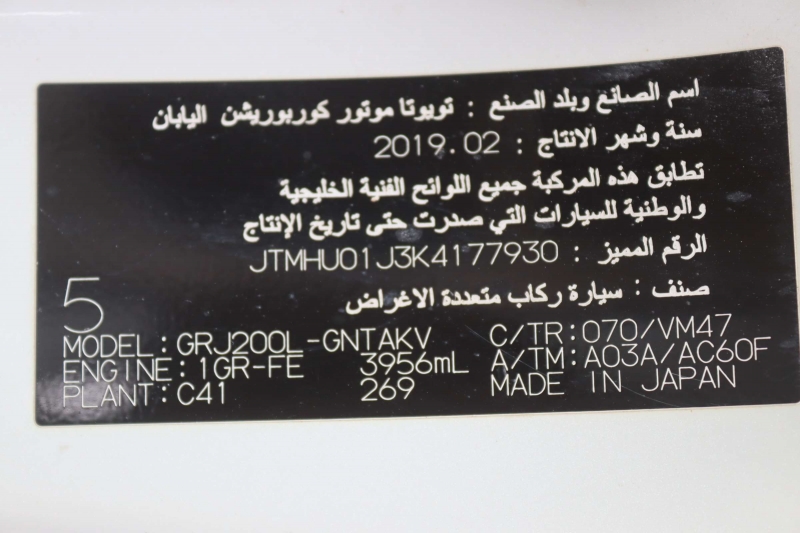 اسم الصانع وبلد الصنع : تويوتا موتور كوربوريشن اليابان
سنة وشهر الانتاج : 2019.02
تطابق هذه المركبة جميع اللوائح الفنية الخليجية
والوطنية للسيارات التي صدرت حتى تاريخ الإنتاج
الرقم المميز : JTMHU01J3K4177930
صنف : سيارة ركاب متعددة الاغراض
5
MODEL:GRJ200L-GNTAKV C/TR:070/VM47
ENGINE:1GR-FE 3956mL A/TM:A03A/AC60F
PLANT:C41 269 MADE IN JAPAN